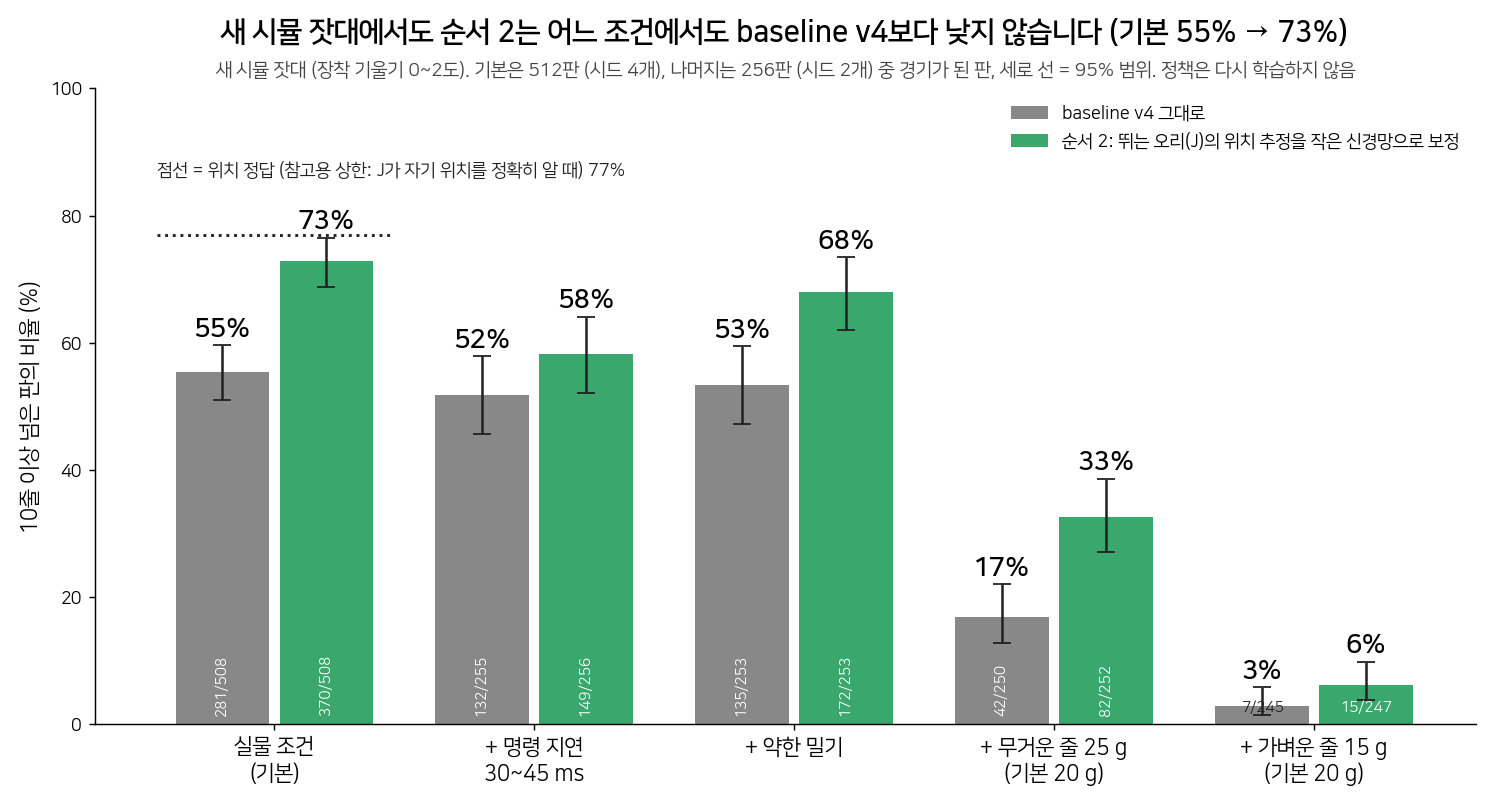 새 시뮬 잣대에서도 순서 2는 어느 조건에서도 baseline v4보다 낮지 않습니다 (기본 55% → 73%)
새 시뮬 잣대 (장착 기울기 0~2도). 기본은 512판 (시드 4개), 나머지는 256판 (시드 2개) 중 경기가 된 판, 세로 선 = 95% 범위. 정책은 다시 학습하지 않음
baseline v4 그대로
순서 2: 뛰는 오리(J)의 위치 추정을 작은 신경망으로 보정
점선 = 위치 정답 (참고용 상한: J가 자기 위치를 정확히 알 때) 77%
10줄 이상 넘은 판의 비율 (%)
100
80
60
40
20
0
55%
73%
52%
58%
53%
68%
17%
33%
3%
6%
281/508
370/508
132/255
149/256
135/253
172/253
42/250
82/252
7/245
15/247
실물 조건
(기본)
+ 명령 지연
30~45 ms
+ 약한 밀기
+ 무거운 줄 25 g
(기본 20 g)
+ 가벼운 줄 15 g
(기본 20 g)